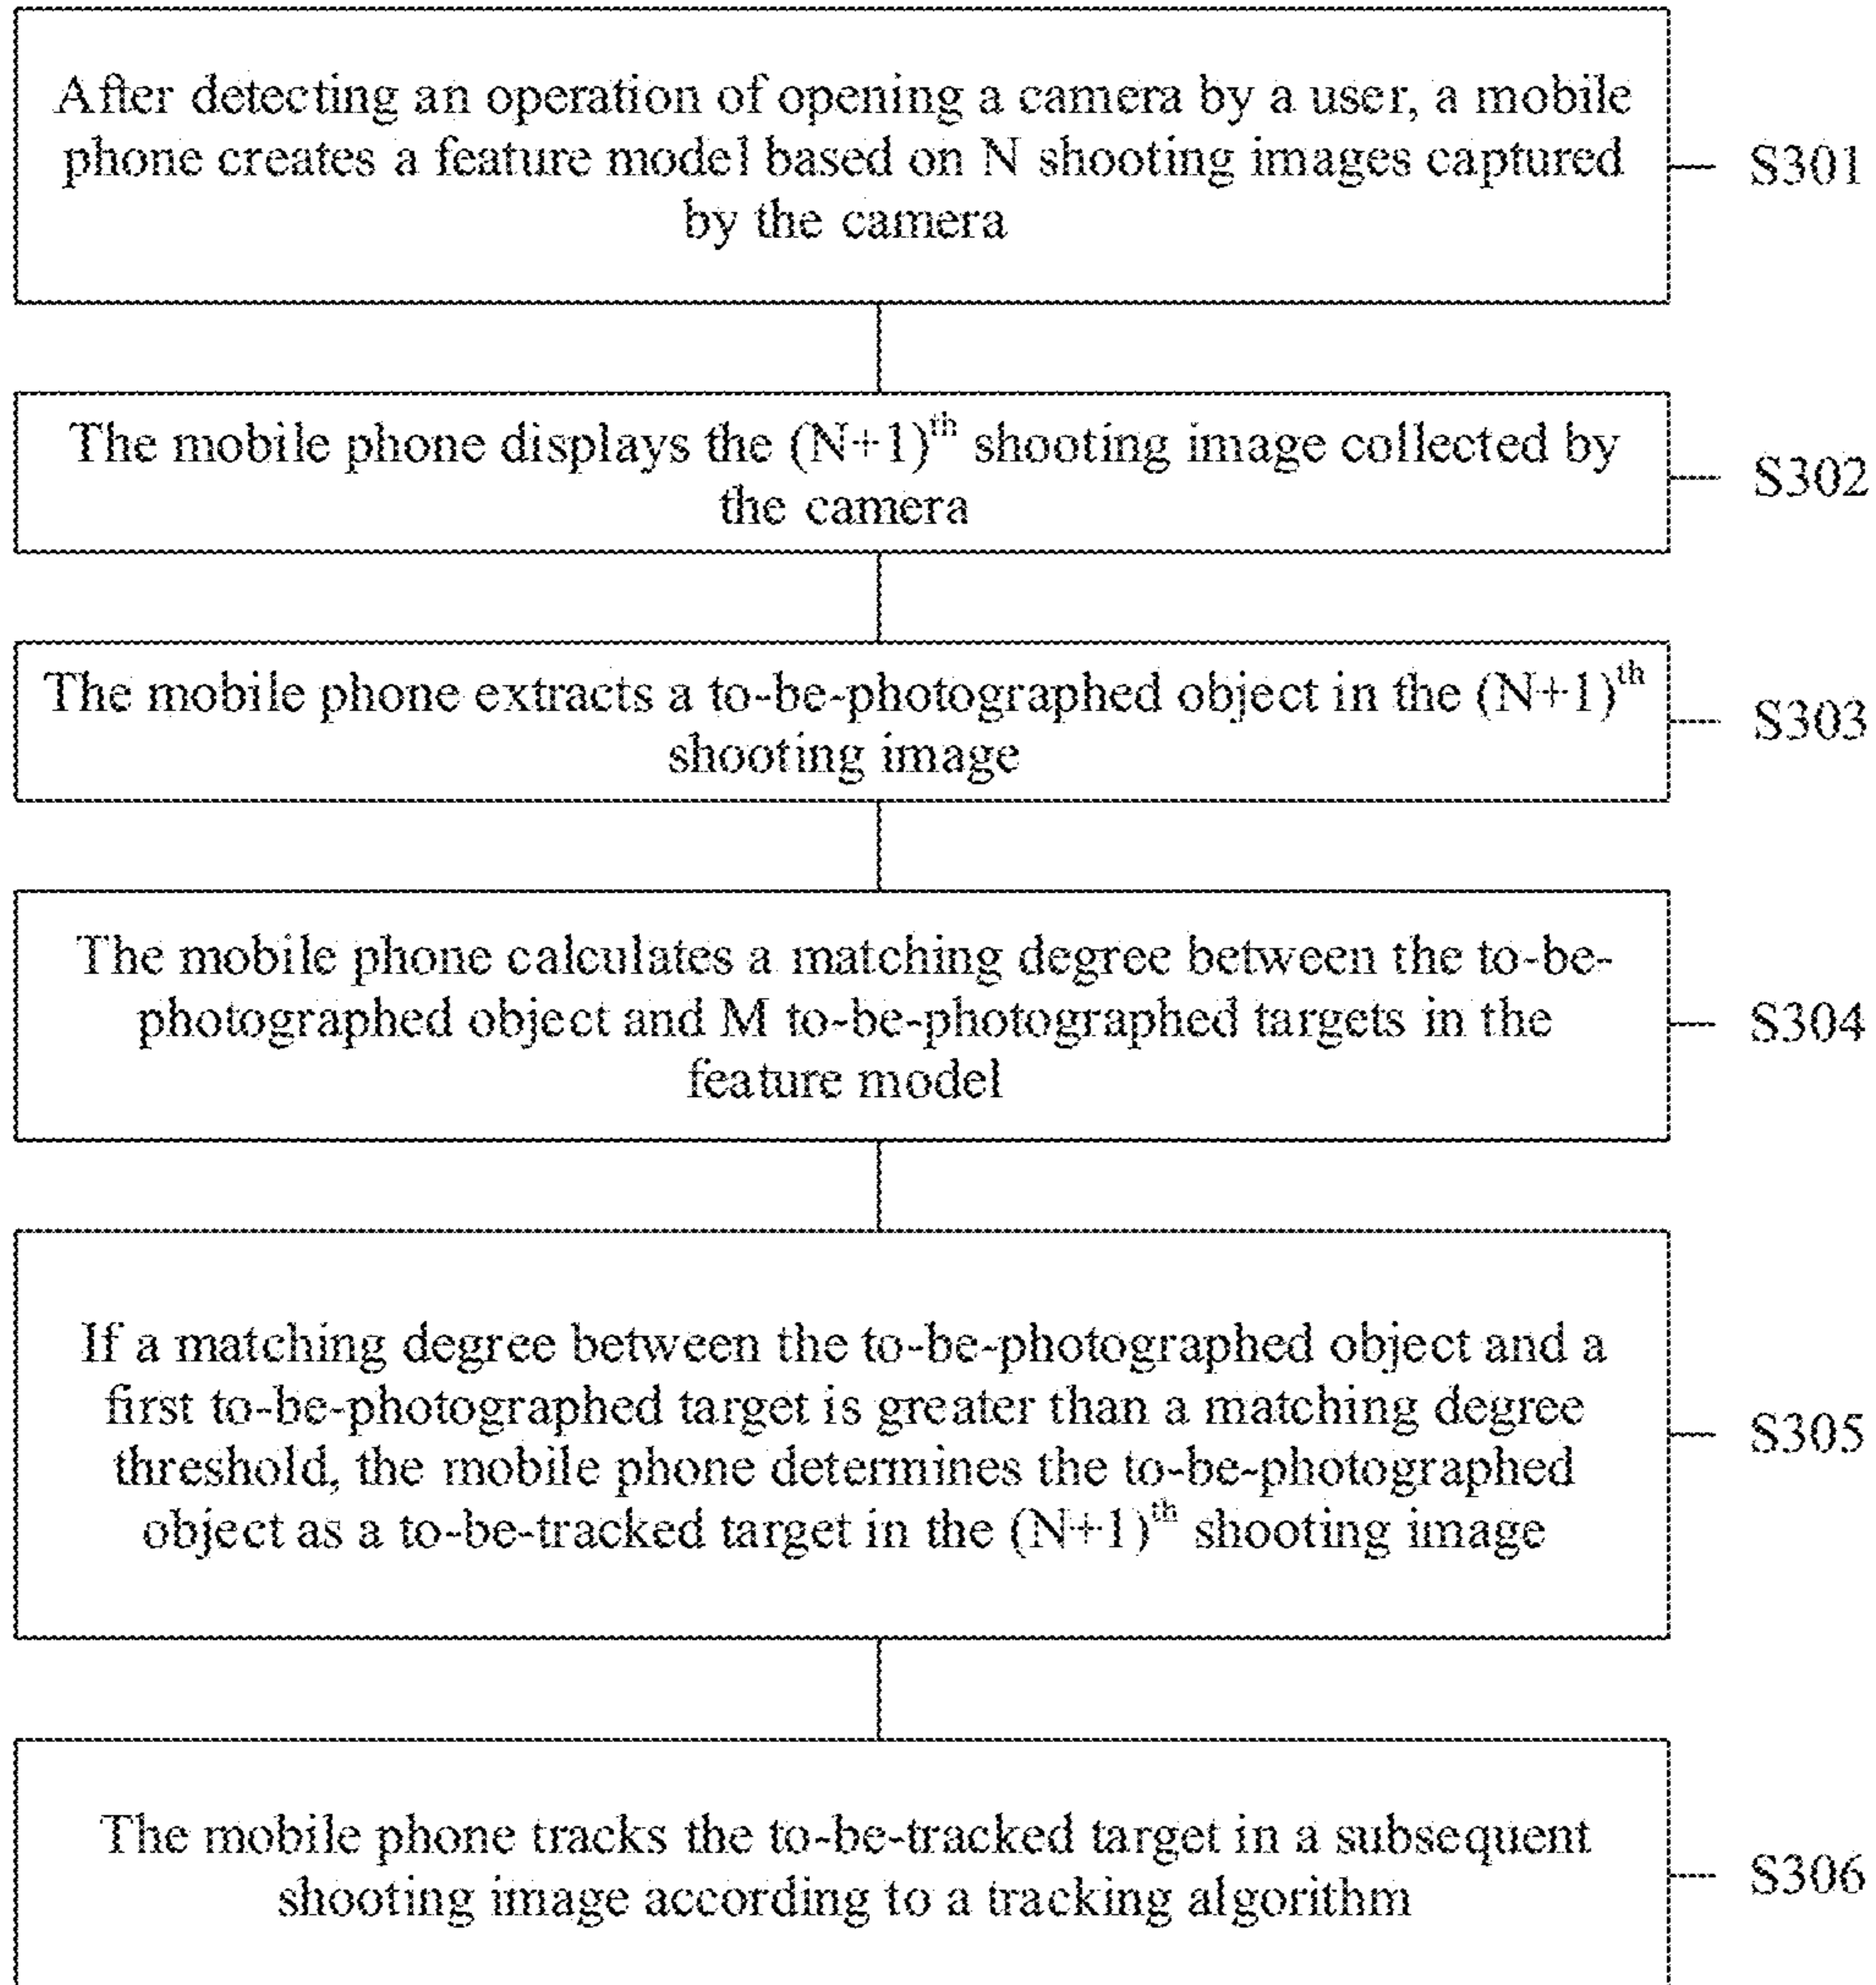 After detecting an operation of opening a camera by a user, a mobile
phone creates a feature model based on N shooting images captured
by the camera
S301
The mobile phone displays the (N+1)th shooting image collected by
the camera
S302
The mobile phone extracts a to-be-photographed object in the (N+1)th
shooting image
S303
The mobile phone calculates a matching degree between the to-be-
photographed object and M to-be-photographed targets in the
feature model
S304
If a matching degree between the to-be-photographed object and a
first to-be-photographed target is greater than a matching degree
threshold, the mobile phone determines the to-be-photographed
object as a to-be-tracked target in the (N+1)th shooting image
S305
The mobile phone tracks the to-be-tracked target in a subsequent
shooting image according to a tracking algorithm
S306